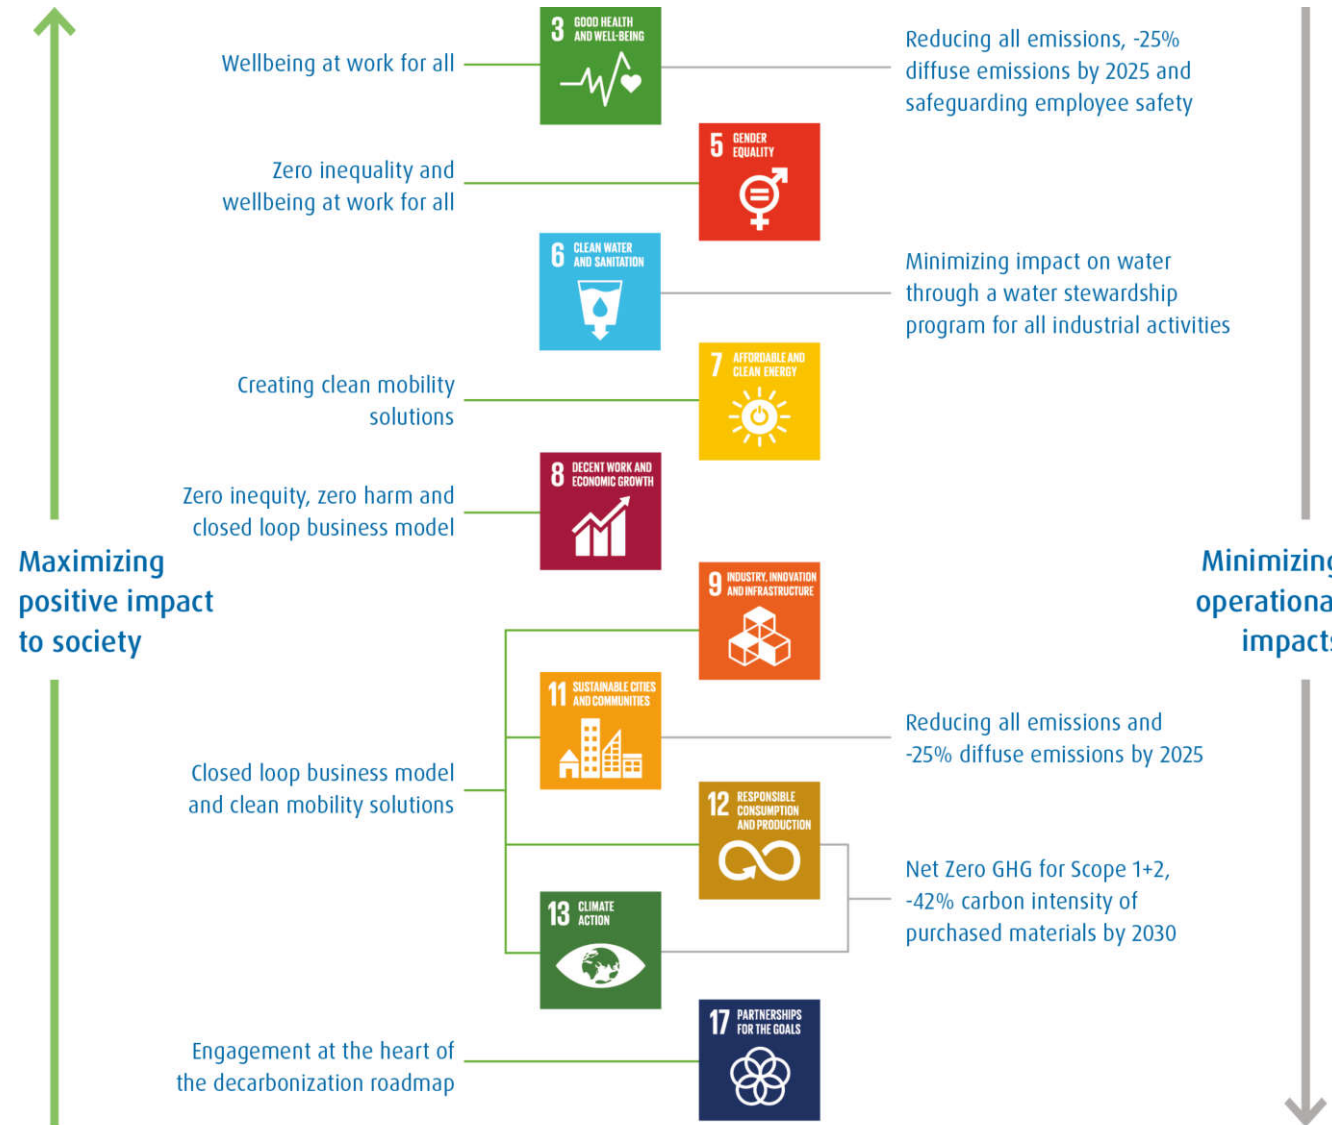 3 GOOD HEALTH
AND WELL-BEING
Wellbeing at work for all
Reducing all emissions, -25%
diffuse emissions by 2025 and
safeguarding employee safety
5 GENDER
EQUALITY
Zero inequality and
wellbeing at work for all
6 CLEAN WATER
AND SANITATION
Minimizing impact on water
through a water stewardship
program for all industrial activities
7 AFFORDABLE AND
CLEAN ENERGY
Creating clean mobility
solutions
8 DECENT WORK AND
ECONOMIC GROWTH
Zero inequity, zero harm and
closed loop business model
Maximizing
positive impact
to society
Minimizing
operationa
impacts
9 INDUSTRY, INNOVATION
AND INFRASTRUCTURE
11 SUSTAINABLE CITIES
AND COMMUNITIES
Reducing all emissions and
-25% diffuse emissions by 2025
Closed loop business model
and clean mobility solutions
12 RESPONSIBLE
CONSUMPTION
AND PRODUCTION
Net Zero GHG for Scope 1+2,
-42% carbon intensity of
purchased materials by 2030
13 CLIMATE
ACTION
17 PARTNERSHIPS
FOR THE GOALS
Engagement at the heart of
the decarbonization roadmap